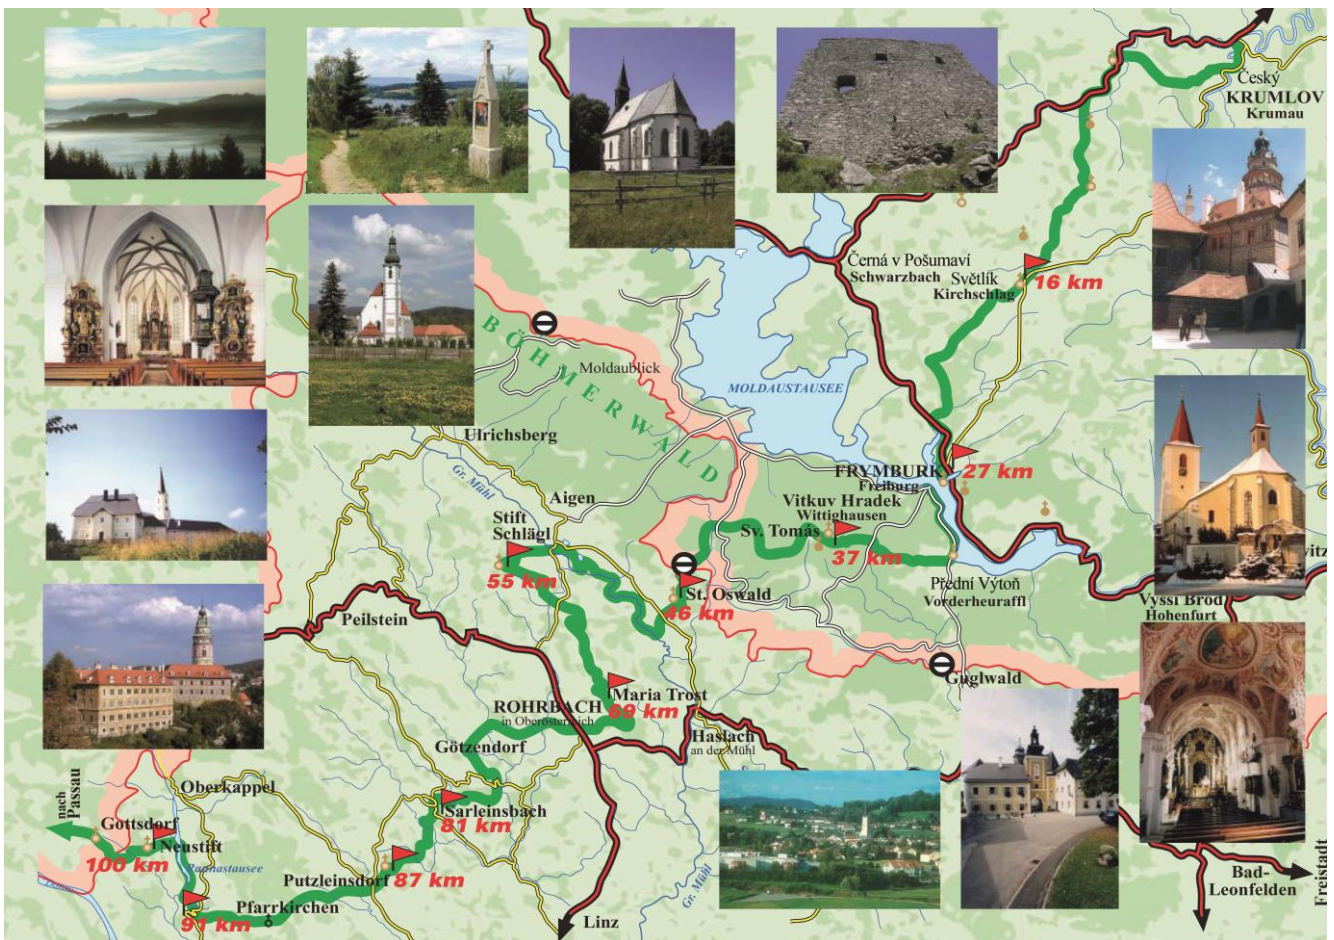 Český
KRUMLOV
Krumau
Černá v Pošumaví
Schwarzbach
Světlík
Kirchschlag
16 km
BÖHMERWALD
Moldaublick
MOLDAUSTAUSEE
Ulrichsberg
Gr. Mühl
Aigen
FRYMBURK
Freiburg
27 km
Vitkuv Hradek
Wittighausen
Sv. Tomáš
37 km
Stift
Schlägl
55 km
St. Oswald
46 km
Přední Výtoň
Vorderheuraffl
Vyšší Brod
Hohenfurt
Peilstein
Guglwald
Maria Trost
69 km
ROHRBACH
in Oberösterreich
Haslach
an der Mühl
Götzendorf
Oberkappel
Sarleinsbach
81 km
nach
Passau
Gottsdorf
Neustift
100 km
Rannastausee
Putzleinsdorf
87 km
Pfarrkirchen
91 km
Linz
Gr. Mühl
Bad-
Leonfelden
Freistadt